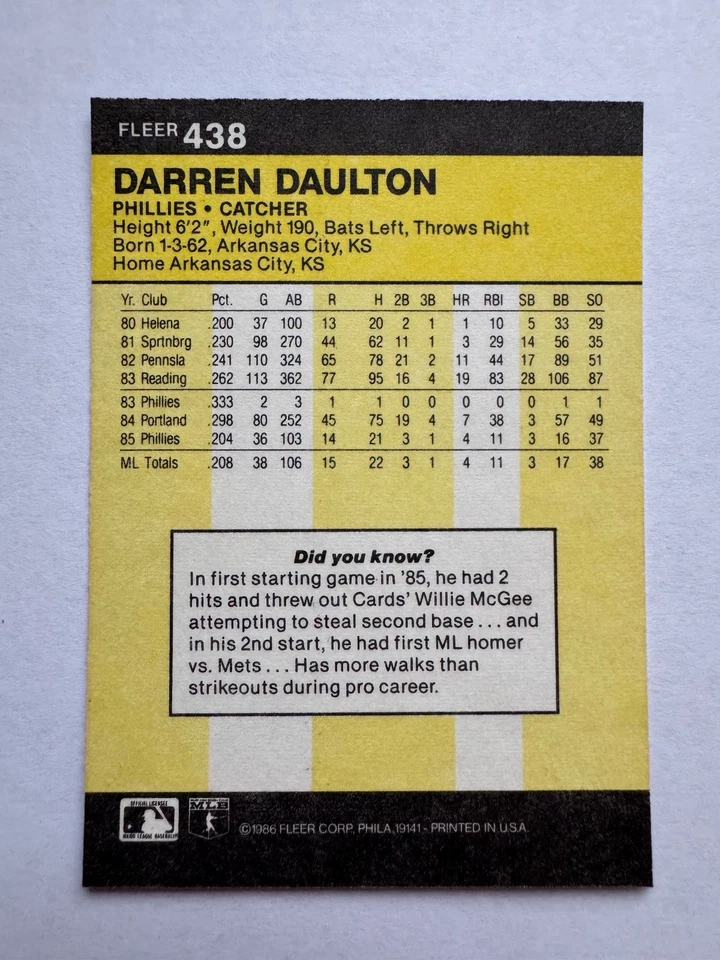 FLEER 438
DARREN DAULTON
PHILLIES • CATCHER
Height 6'2", Weight 190, Bats Left, Throws Right
Born 1-3-62, Arkansas City, KS
Home Arkansas City, KS
Yr. Club Pct. G AB R H 2B 3B HR RBI SB BB SO
80 Helena .200 37 100 13 20 2 1 1 10 5 33 29
81 Sprtnbrg .230 98 270 44 62 11 1 3 29 14 56 35
82 Pennsla .241 110 324 65 78 21 2 11 44 17 89 51
83 Reading .262 113 362 77 95 16 4 19 83 28 106 87
83 Phillies .333 2 3 1 1 0 0 0 0 0 1 1
84 Portland .298 80 252 45 75 19 4 7 38 3 57 49
85 Phillies .204 36 103 14 21 3 1 4 11 3 16 37
ML Totals .208 38 106 15 22 3 1 4 11 3 17 38
Did you know?
In first starting game in '85, he had 2
hits and threw out Cards' Willie McGee
attempting to steal second base . . . and
in his 2nd start, he had first ML homer
vs. Mets . . . Has more walks than
strikeouts during pro career.
OFFICIAL LICENSEE
MAJOR LEAGUE BASEBALL
MLB
©1986 FLEER CORP., PHILA. 19141 - PRINTED IN U.S.A.